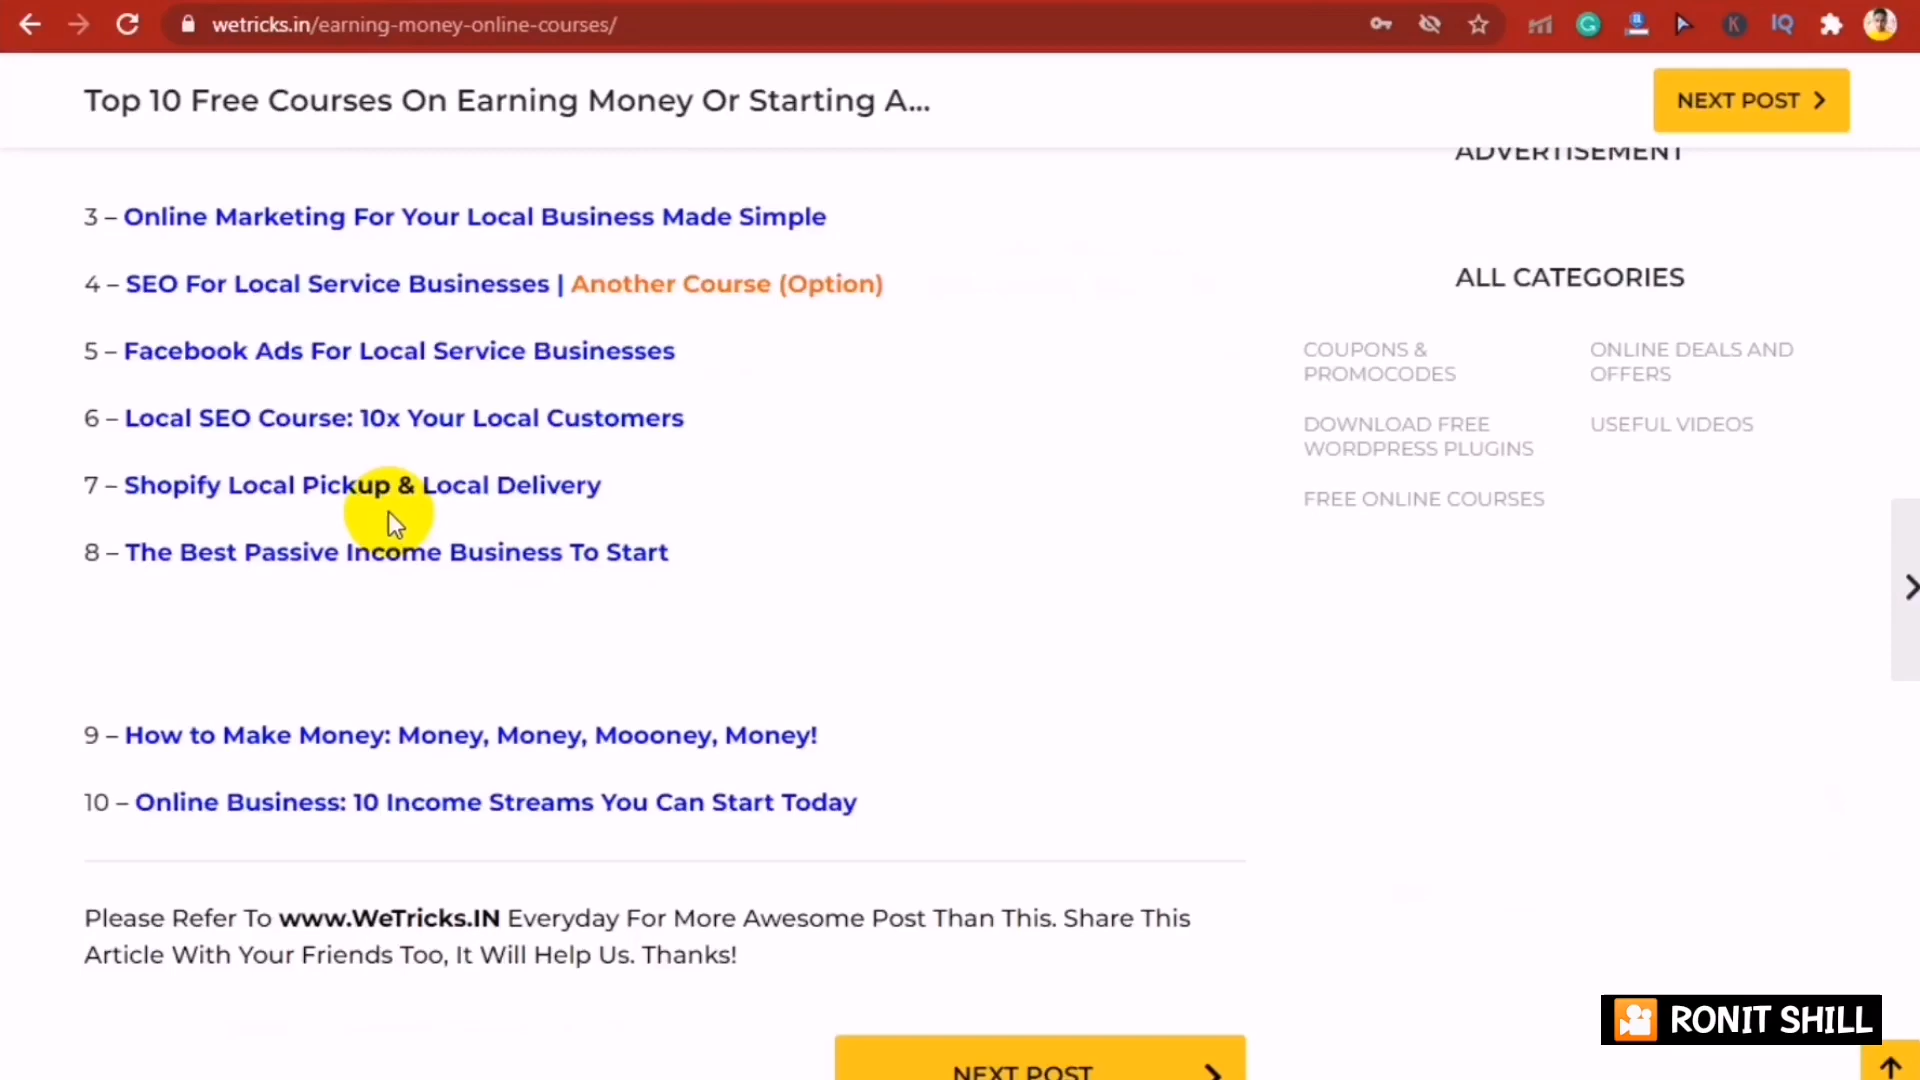 wetricks.in/earning-money-online-courses/
K
IQ
Top 10 Free Courses On Earning Money Or Starting A...
NEXT POST
ADVERTISEMENT
3 – Online Marketing For Your Local Business Made Simple
4 – SEO For Local Service Businesses | Another Course (Option)
5 – Facebook Ads For Local Service Businesses
6 – Local SEO Course: 10x Your Local Customers
7 – Shopify Local Pickup & Local Delivery
8 – The Best Passive Income Business To Start
9 – How to Make Money: Money, Money, Moooney, Money!
10 – Online Business: 10 Income Streams You Can Start Today
Please Refer To www.WeTricks.IN Everyday For More Awesome Post Than This. Share This
Article With Your Friends Too, It Will Help Us. Thanks!
NEXT POST
ALL CATEGORIES
COUPONS &
PROMOCODES
ONLINE DEALS AND
OFFERS
DOWNLOAD FREE
WORDPRESS PLUGINS
USEFUL VIDEOS
FREE ONLINE COURSES
RONIT SHILL